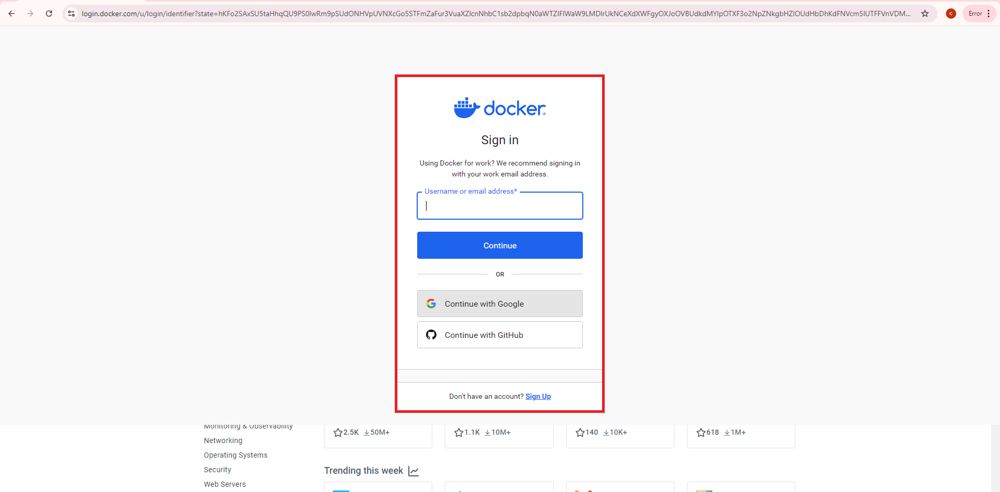 login.docker.com/u/login/identifier?state=
Error
docker
Sign in
Using Docker for work? We recommend signing in
with your work email address.
Username or email address*
Continue
OR
Continue with Google
Continue with GitHub
Don't have an account? Sign Up
Monitoring & Observability
2.5K 50M+
1.1K 10M+
140 10K+
618 1M+
Networking
Operating Systems
Security
Trending this week
Web Servers